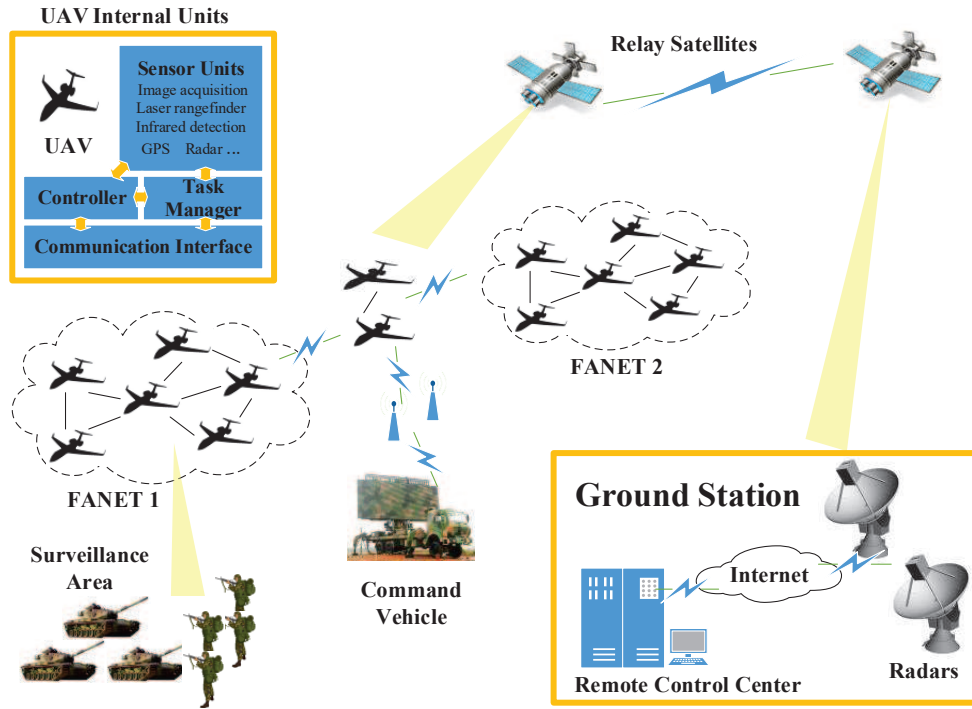 UAV Internal Units
UAV
Sensor Units
Image acquisition
Laser rangefinder
Infrared detection
GPS Radar ...
Controller
Task
Manager
Communication Interface
Relay Satellites
FANET 2
FANET 1
Surveillance
Area
Command
Vehicle
Ground Station
Internet
Remote Control Center
Radars